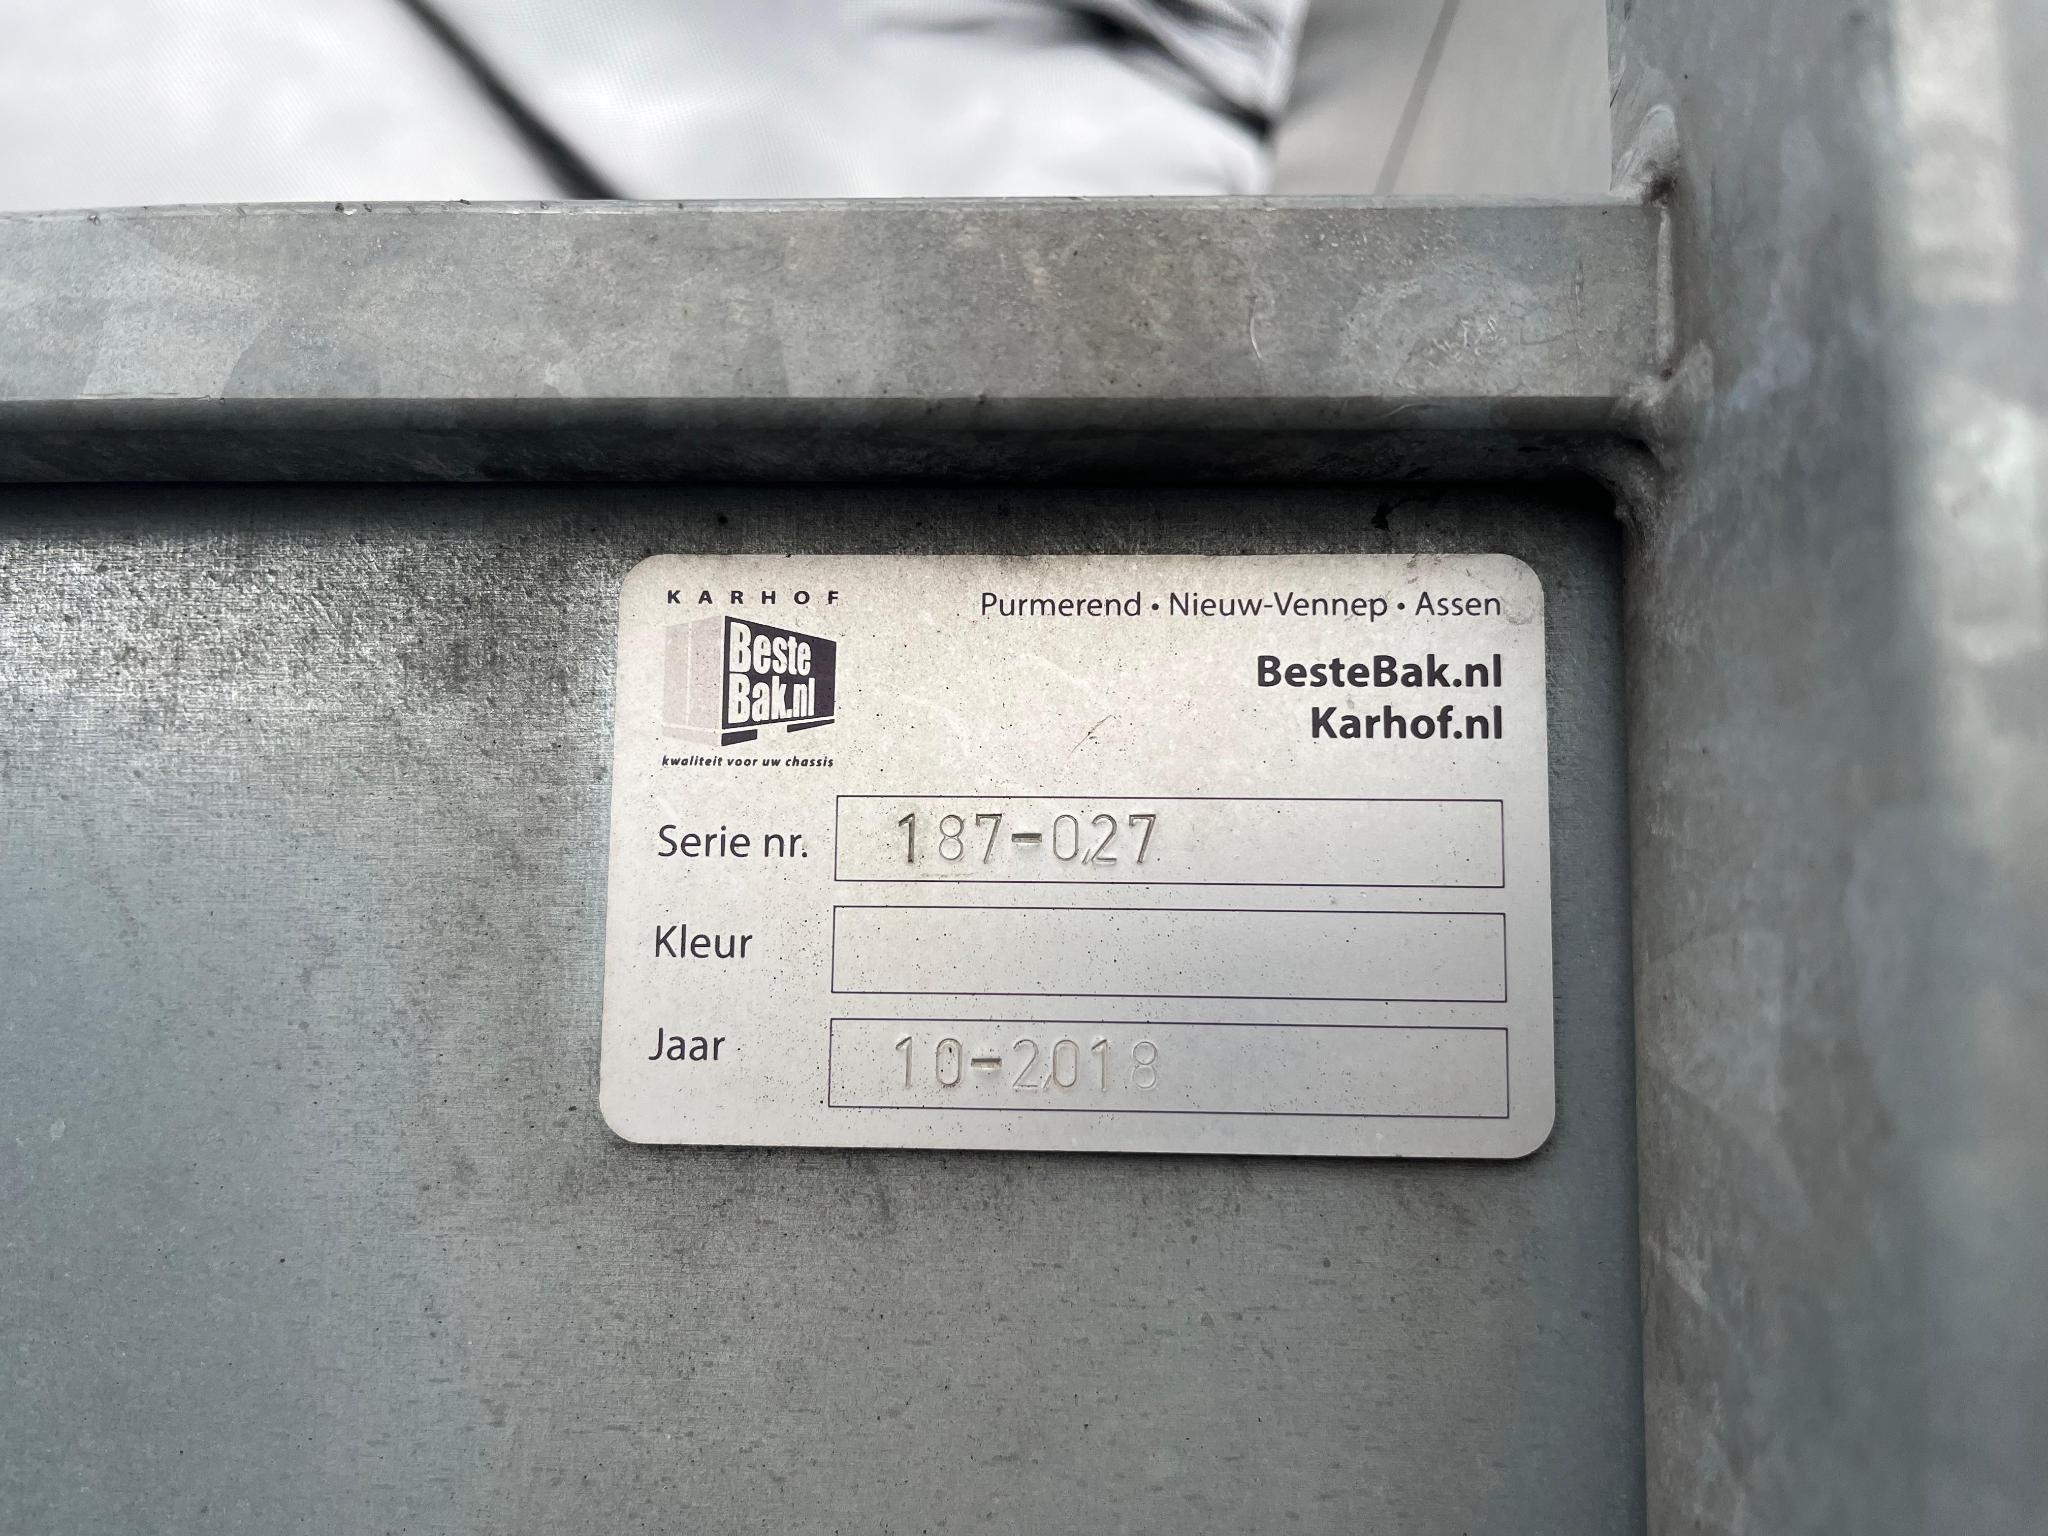 KARHOF
Beste
Bak.nl
kwaliteit voor uw chassis
Purmerend • Nieuw-Vennep • Assen
BesteBak.nl
Karhof.nl
Serie nr. 187-027
Kleur
Jaar 10-2018